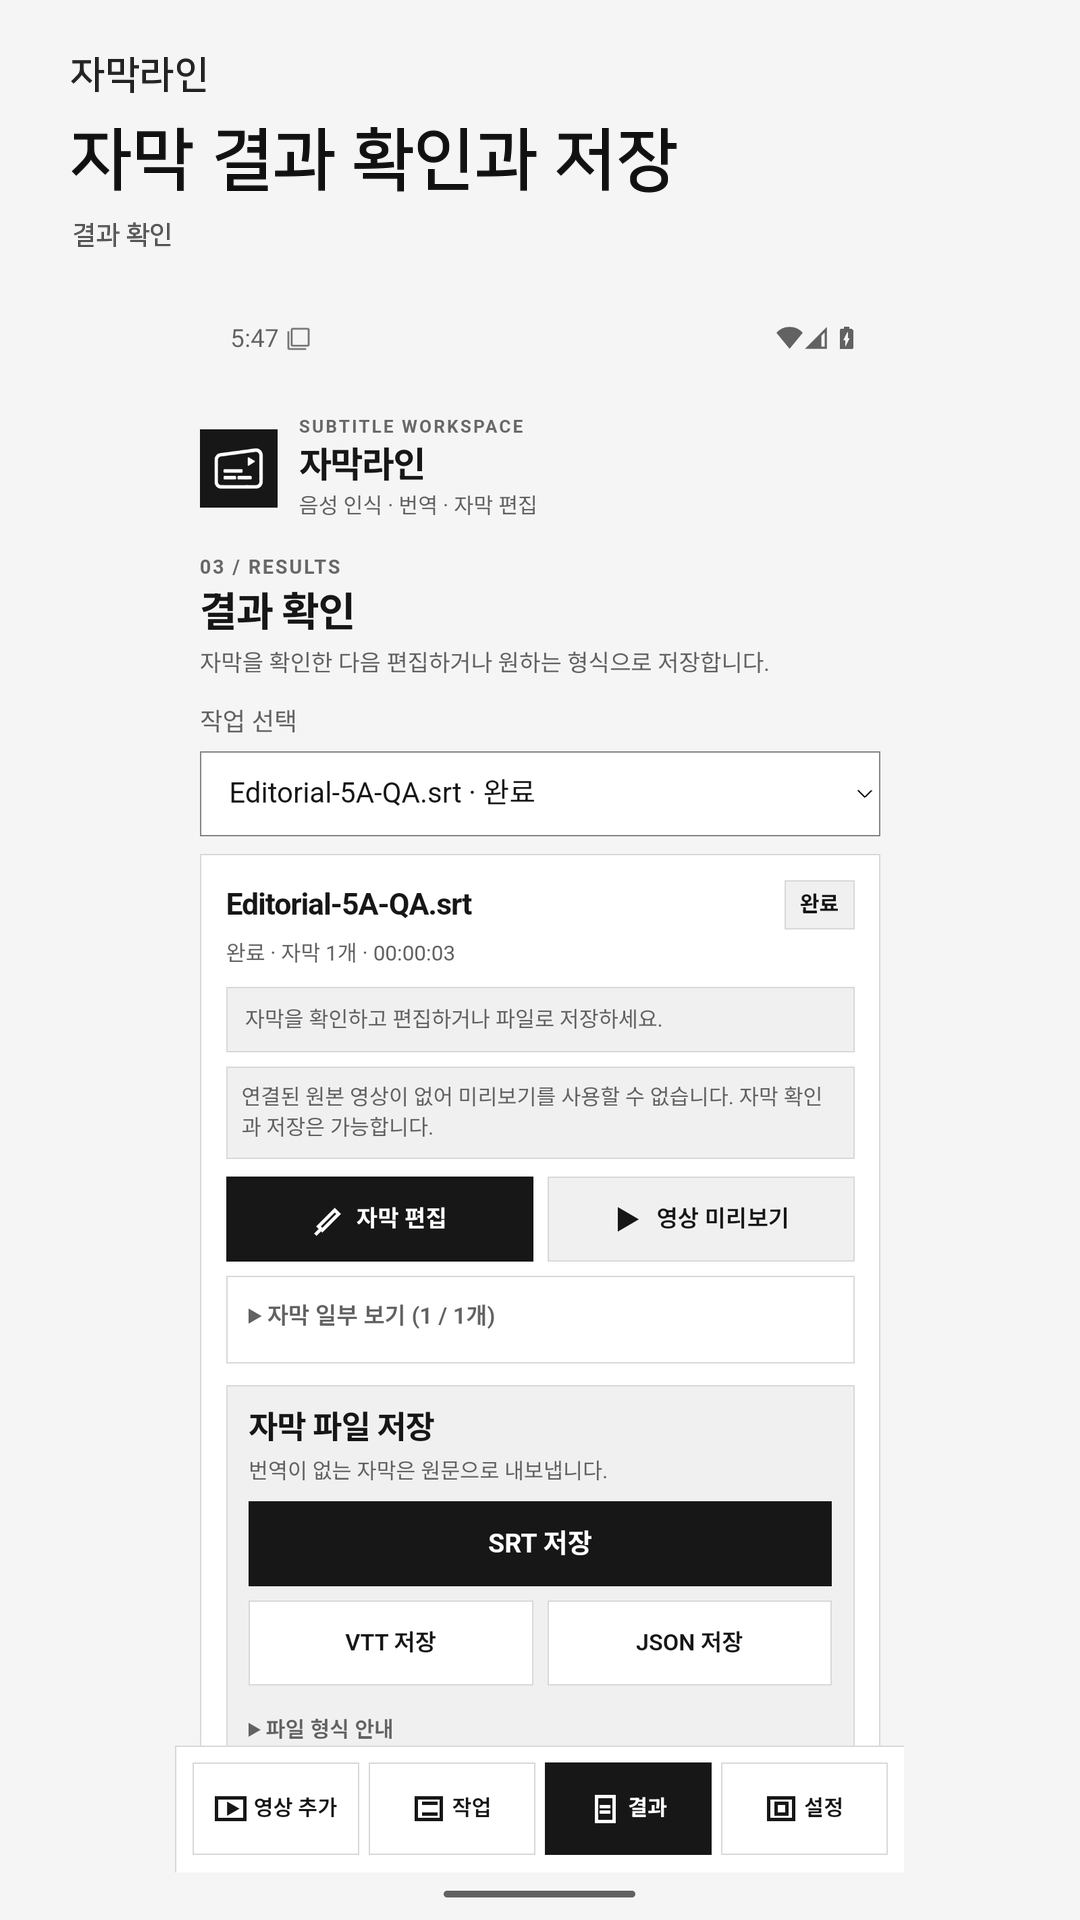 자막라인
자막 결과 확인과 저장
결과 확인
5:47
SUBTITLE WORKSPACE
자막라인
음성 인식 · 번역 · 자막 편집
03 / RESULTS
결과 확인
자막을 확인한 다음 편집하거나 원하는 형식으로 저장합니다.
작업 선택
Editorial-5A-QA.srt · 완료
Editorial-5A-QA.srt
완료
완료 · 자막 1개 · 00:00:03
자막을 확인하고 편집하거나 파일로 저장하세요.
연결된 원본 영상이 없어 미리보기를 사용할 수 없습니다. 자막 확인
과 저장은 가능합니다.
자막 편집
영상 미리보기
자막 일부 보기 (1 / 1개)
자막 파일 저장
번역이 없는 자막은 원문으로 내보냅니다.
SRT 저장
VTT 저장
JSON 저장
파일 형식 안내
영상 추가
작업
결과
설정